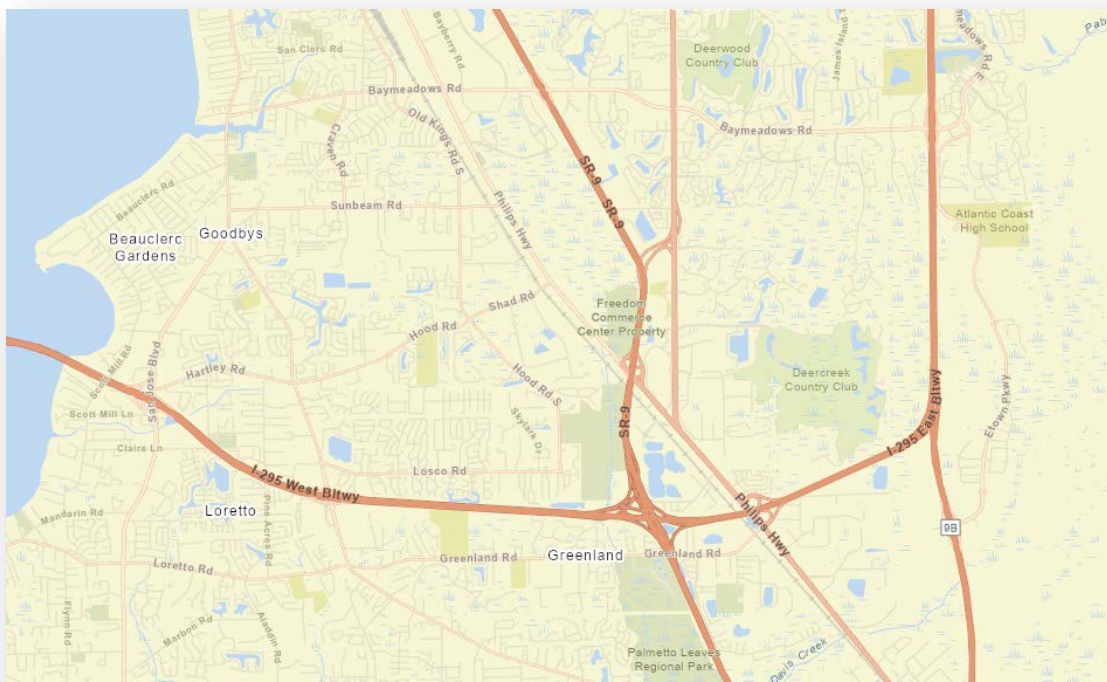 San Clerc Rd
Bayberry Rd
Deerwood
Country Club
James Island
Baymeadows Rd
Baymeadows Rd
Old Kings Rd S
Craven Rd
SR-9
SR-9
Beauclerc Rd
Sunbeam Rd
Philips Hwy
Atlantic Coast
High School
Beauclerc
Gardens
Goodbys
Shad Rd
Freedom
Commerce
Center Property
Hood Rd
Scott Mill Rd
Hartley Rd
Hood Rd S
Deercreek
Country Club
Scott Mill Ln
Skylark Dr
SR-9
I-295 East Bltwy
Etown Pkwy
Claire Ln
Losco Rd
I-295 West Bltwy
Loretto
Mandarin Rd
Pine Acres Rd
Philips Hwy
9B
Loretto Rd
Greenland Rd
Greenland
Greenland Rd
Flynn Rd
Marbon Rd
Aladdin Rd
Palmetto Leaves
Regional Park
Davis Creek